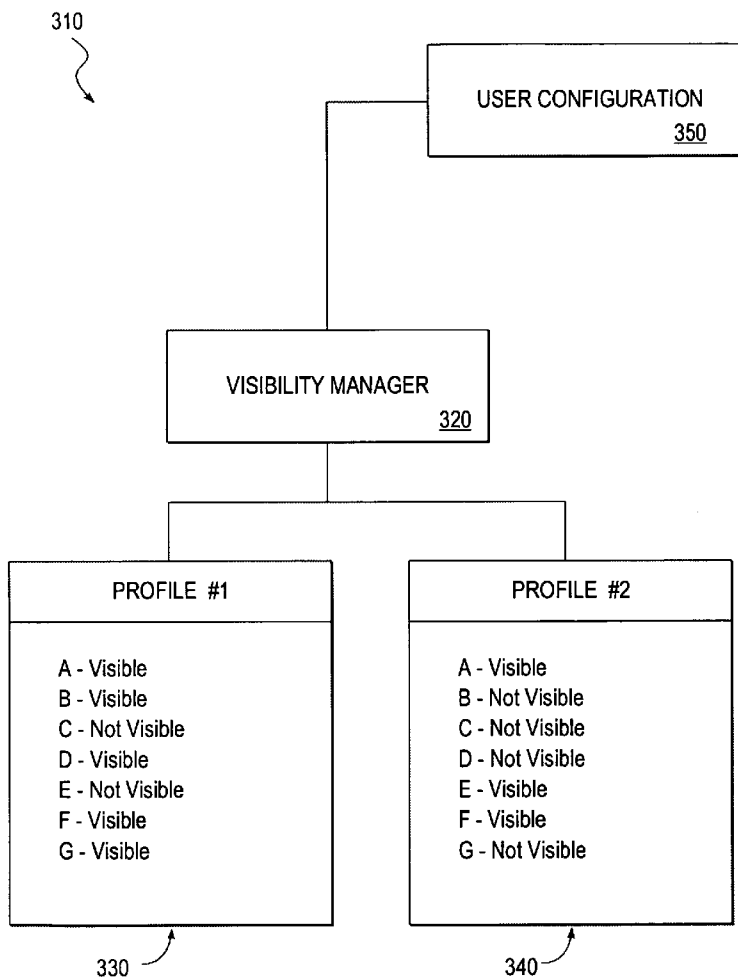 310
USER CONFIGURATION
350
VISIBILITY MANAGER
320
PROFILE #1
A - Visible
B - Visible
C - Not Visible
D - Visible
E - Not Visible
F - Visible
G - Visible
330
PROFILE #2
A - Visible
B - Not Visible
C - Not Visible
D - Not Visible
E - Visible
F - Visible
G - Not Visible
340